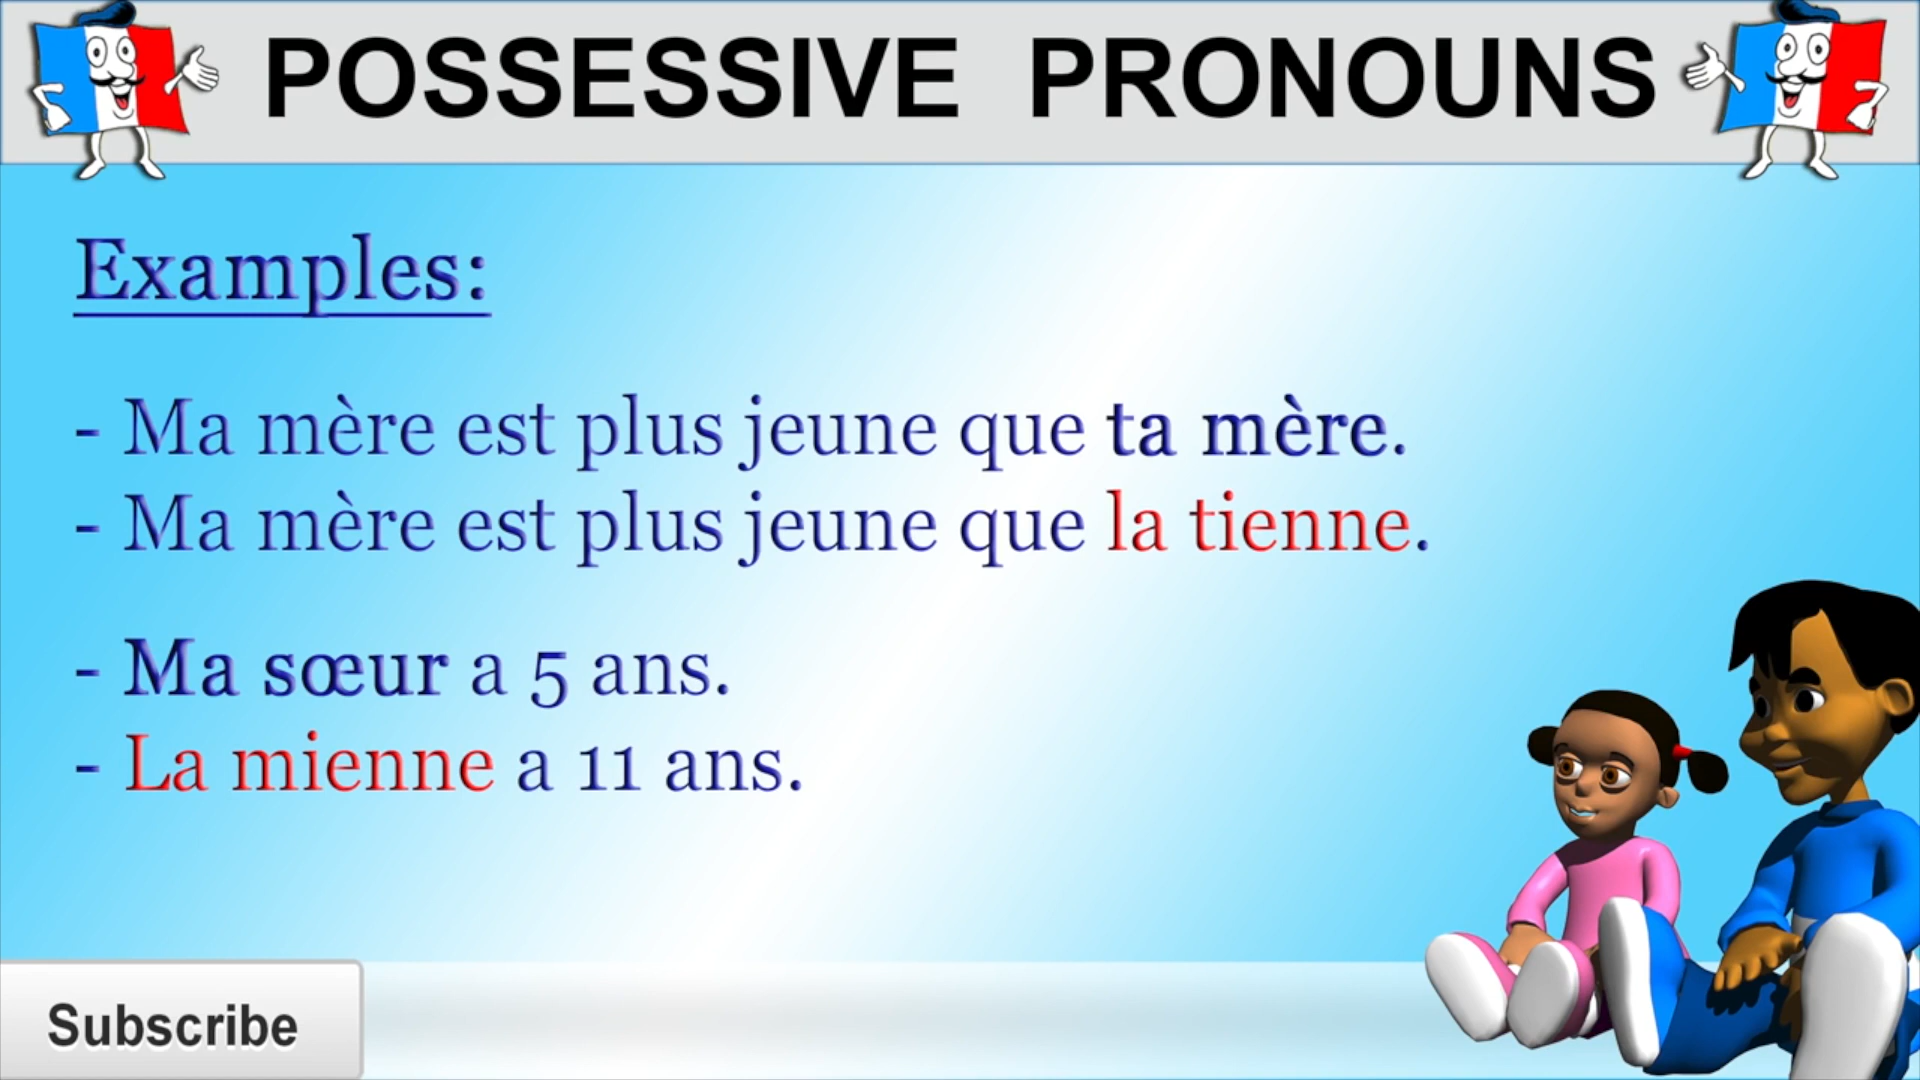 POSSESSIVE PRONOUNS
Examples:
- Ma mère est plus jeune que ta mère.
- Ma mère est plus jeune que la tienne.
- Ma sœur a 5 ans.
- La mienne a 11 ans.
Subscribe